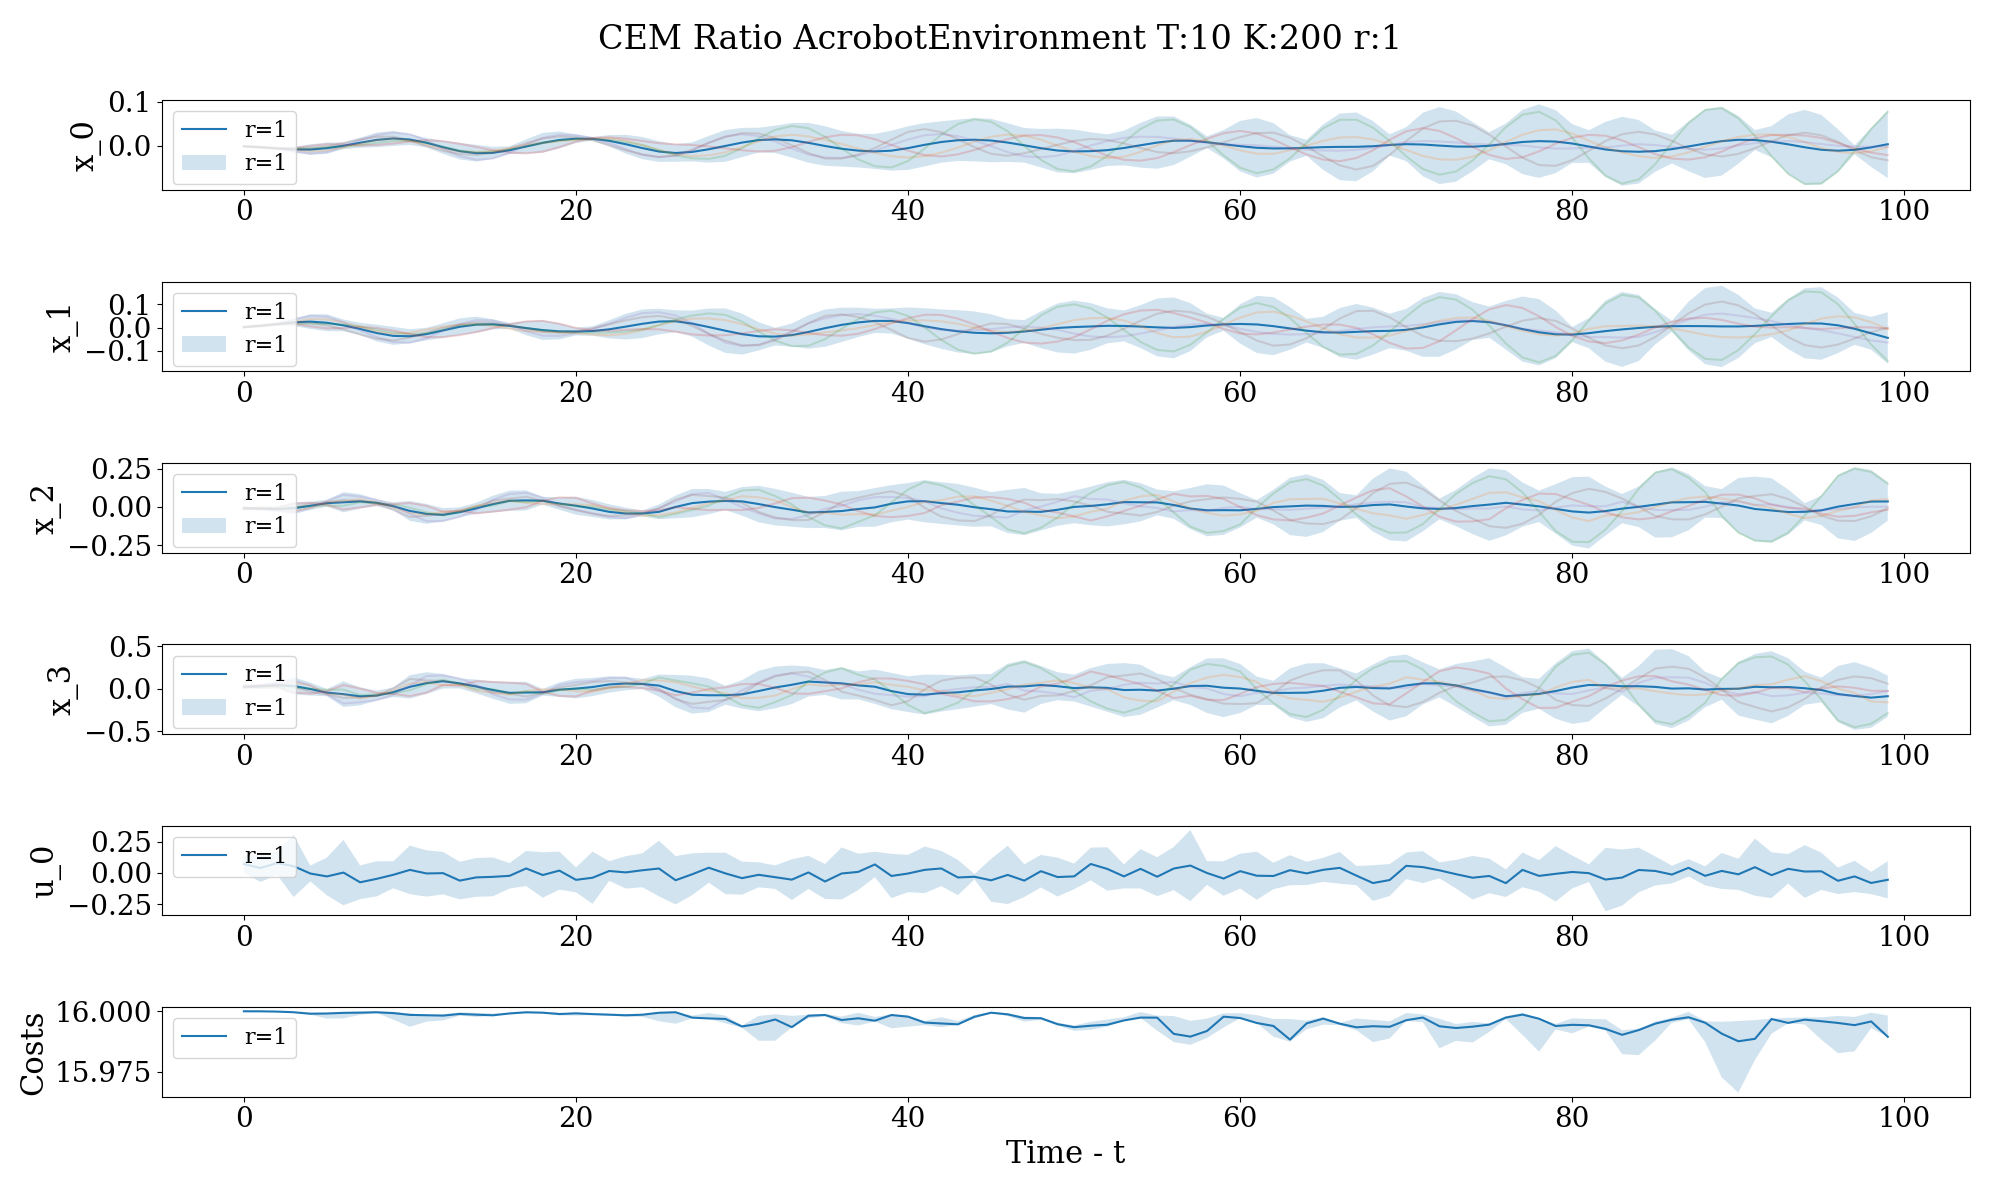 CEM Ratio AcrobotEnvironment T:10 K:200 r:1
x_0
0.1
0.0
r=1
r=1
0 20 40 60 80 100
x_1
0.1
0.0
−0.1
r=1
r=1
0 20 40 60 80 100
x_2
0.25
0.00
−0.25
r=1
r=1
0 20 40 60 80 100
x_3
0.5
0.0
−0.5
r=1
r=1
0 20 40 60 80 100
u_0
0.25
0.00
−0.25
r=1
0 20 40 60 80 100
Costs
16.000
15.975
r=1
0 20 40 60 80 100
Time - t